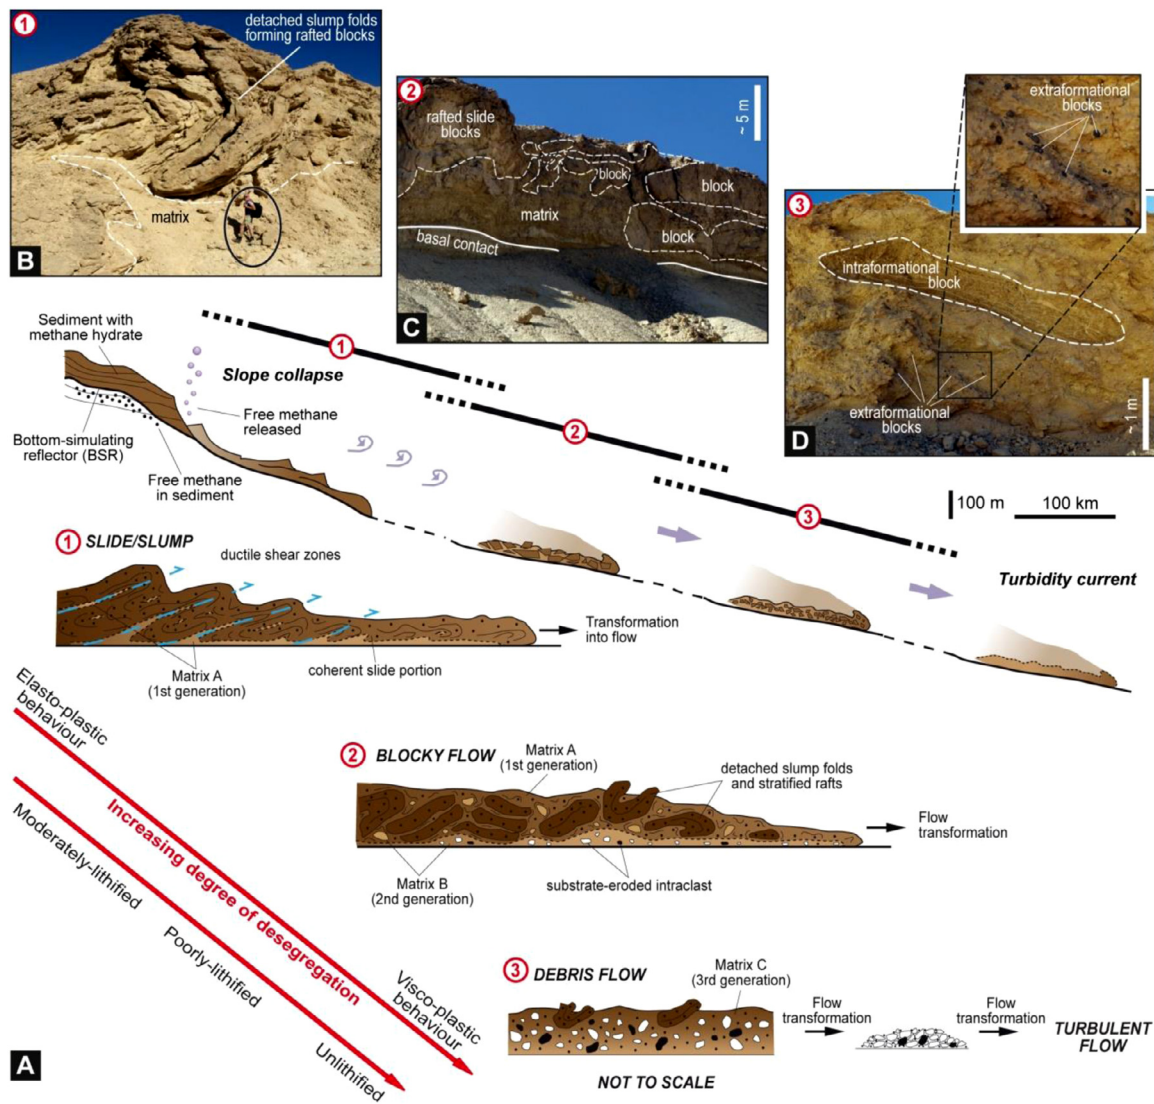 1
detached slump folds
forming rafted blocks
matrix
B
2
~ 5 m
rafted slide
blocks
block
block
matrix
block
basal contact
C
extraformational
blocks
3
intraformational
block
extraformational
blocks
~ 1 m
D
Sediment with
methane hydrate
1
Slope collapse
Free methane
released
Bottom-simulating
reflector (BSR)
Free methane
in sediment
2
3
100 m
100 km
Turbidity current
1 SLIDE/SLUMP
ductile shear zones
Transformation
into flow
Matrix A
(1st generation)
coherent slide portion
Elasto-plastic
behaviour
Increasing degree of desegregation
Visco-plastic
behaviour
Moderately-lithified
Poorly-lithified
Unlithified
2 BLOCKY FLOW
Matrix A
(1st generation)
detached slump folds
and stratified rafts
Flow
transformation
Matrix B
(2nd generation)
substrate-eroded intraclast
3 DEBRIS FLOW
Matrix C
(3rd generation)
Flow
transformation
Flow
transformation
TURBULENT
FLOW
NOT TO SCALE
A